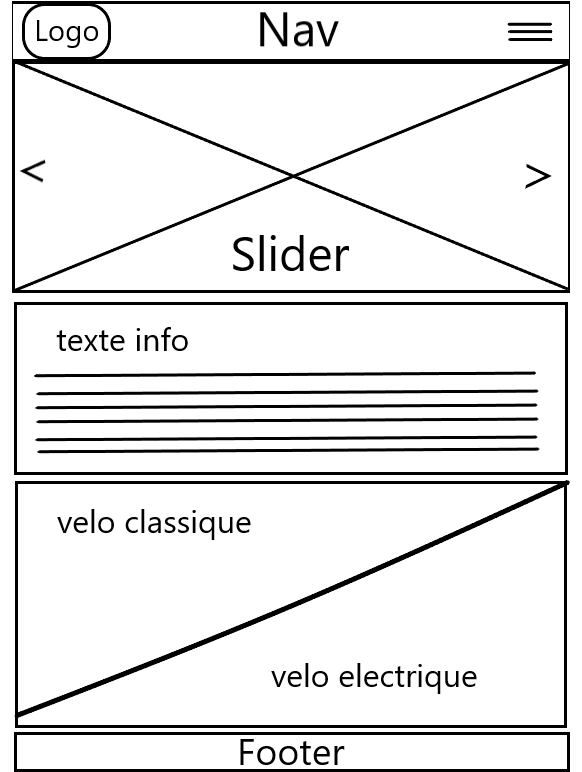 Logo
Nav
< >
Slider
texte info
velo classique
velo electrique
Footer